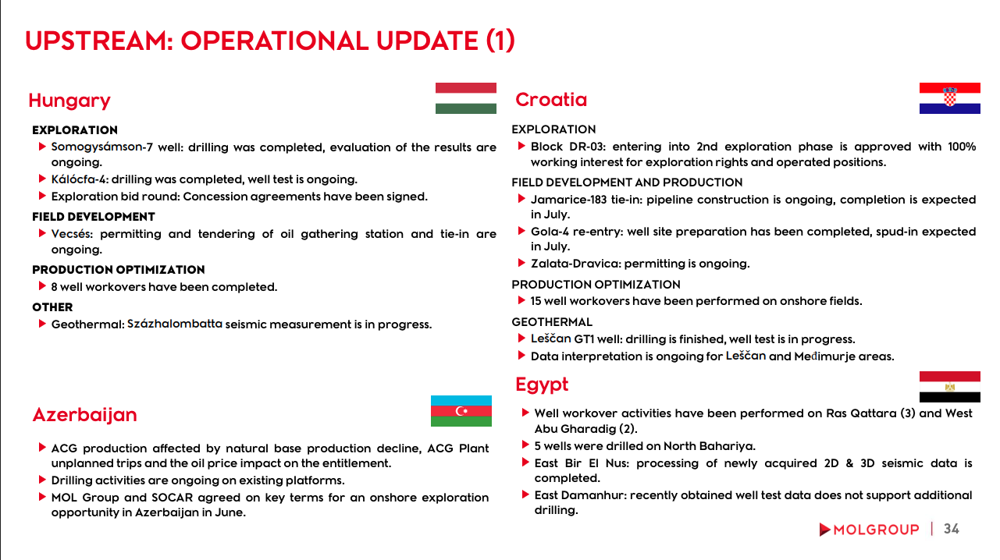 UPSTREAM: OPERATIONAL UPDATE (1)
Hungary
EXPLORATION
Somogysámson-7 well: drilling was completed, evaluation of the results are
ongoing.
Kálócfa-4: drilling was completed, well test is ongoing.
Exploration bid round: Concession agreements have been signed.
FIELD DEVELOPMENT
Vecsés: permitting and tendering of oil gathering station and tie-in are
ongoing.
PRODUCTION OPTIMIZATION
8 well workovers have been completed.
OTHER
Geothermal: Százhalombatta seismic measurement is in progress.
Azerbaijan
ACG production affected by natural base production decline, ACG Plant
unplanned trips and the oil price impact on the entitlement.
Drilling activities are ongoing on existing platforms.
MOL Group and SOCAR agreed on key terms for an onshore exploration
opportunity in Azerbaijan in June.
Croatia
EXPLORATION
Block DR-03: entering into 2nd exploration phase is approved with 100%
working interest for exploration rights and operated positions.
FIELD DEVELOPMENT AND PRODUCTION
Jamarice-183 tie-in: pipeline construction is ongoing, completion is expected
in July.
Gola-4 re-entry: well site preparation has been completed, spud-in expected
in July.
Zalata-Dravica: permitting is ongoing.
PRODUCTION OPTIMIZATION
15 well workovers have been performed on onshore fields.
GEOTHERMAL
Leščan GT1 well: drilling is finished, well test is in progress.
Data interpretation is ongoing for Leščan and Međimurje areas.
Egypt
Well workover activities have been performed on Ras Qattara (3) and West
Abu Gharadig (2).
5 wells were drilled on North Bahariya.
East Bir El Nus: processing of newly acquired 2D & 3D seismic data is
completed.
East Damanhur: recently obtained well test data does not support additional
drilling.
MOLGROUP | 34